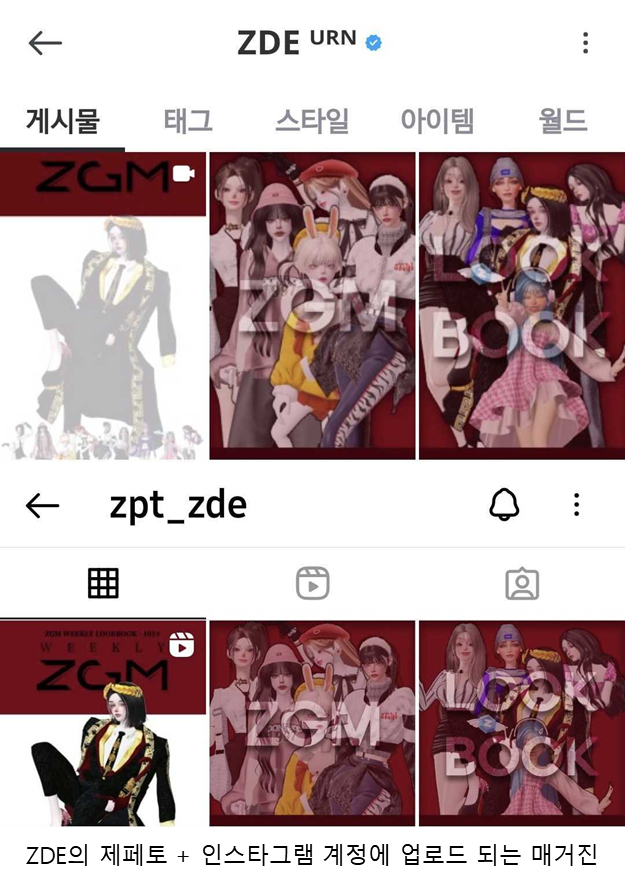 ZDE URN
게시물 태그 스타일 아이템 월드
ZGM
ZGM
LOOK
BOOK
zpt_zde
ZGM WEEKLY LOOKBOOK
WEEKLY
ZGM
ZGM
LOOK
BOOK
ZDE의 제페토 + 인스타그램 계정에 업로드 되는 매거진